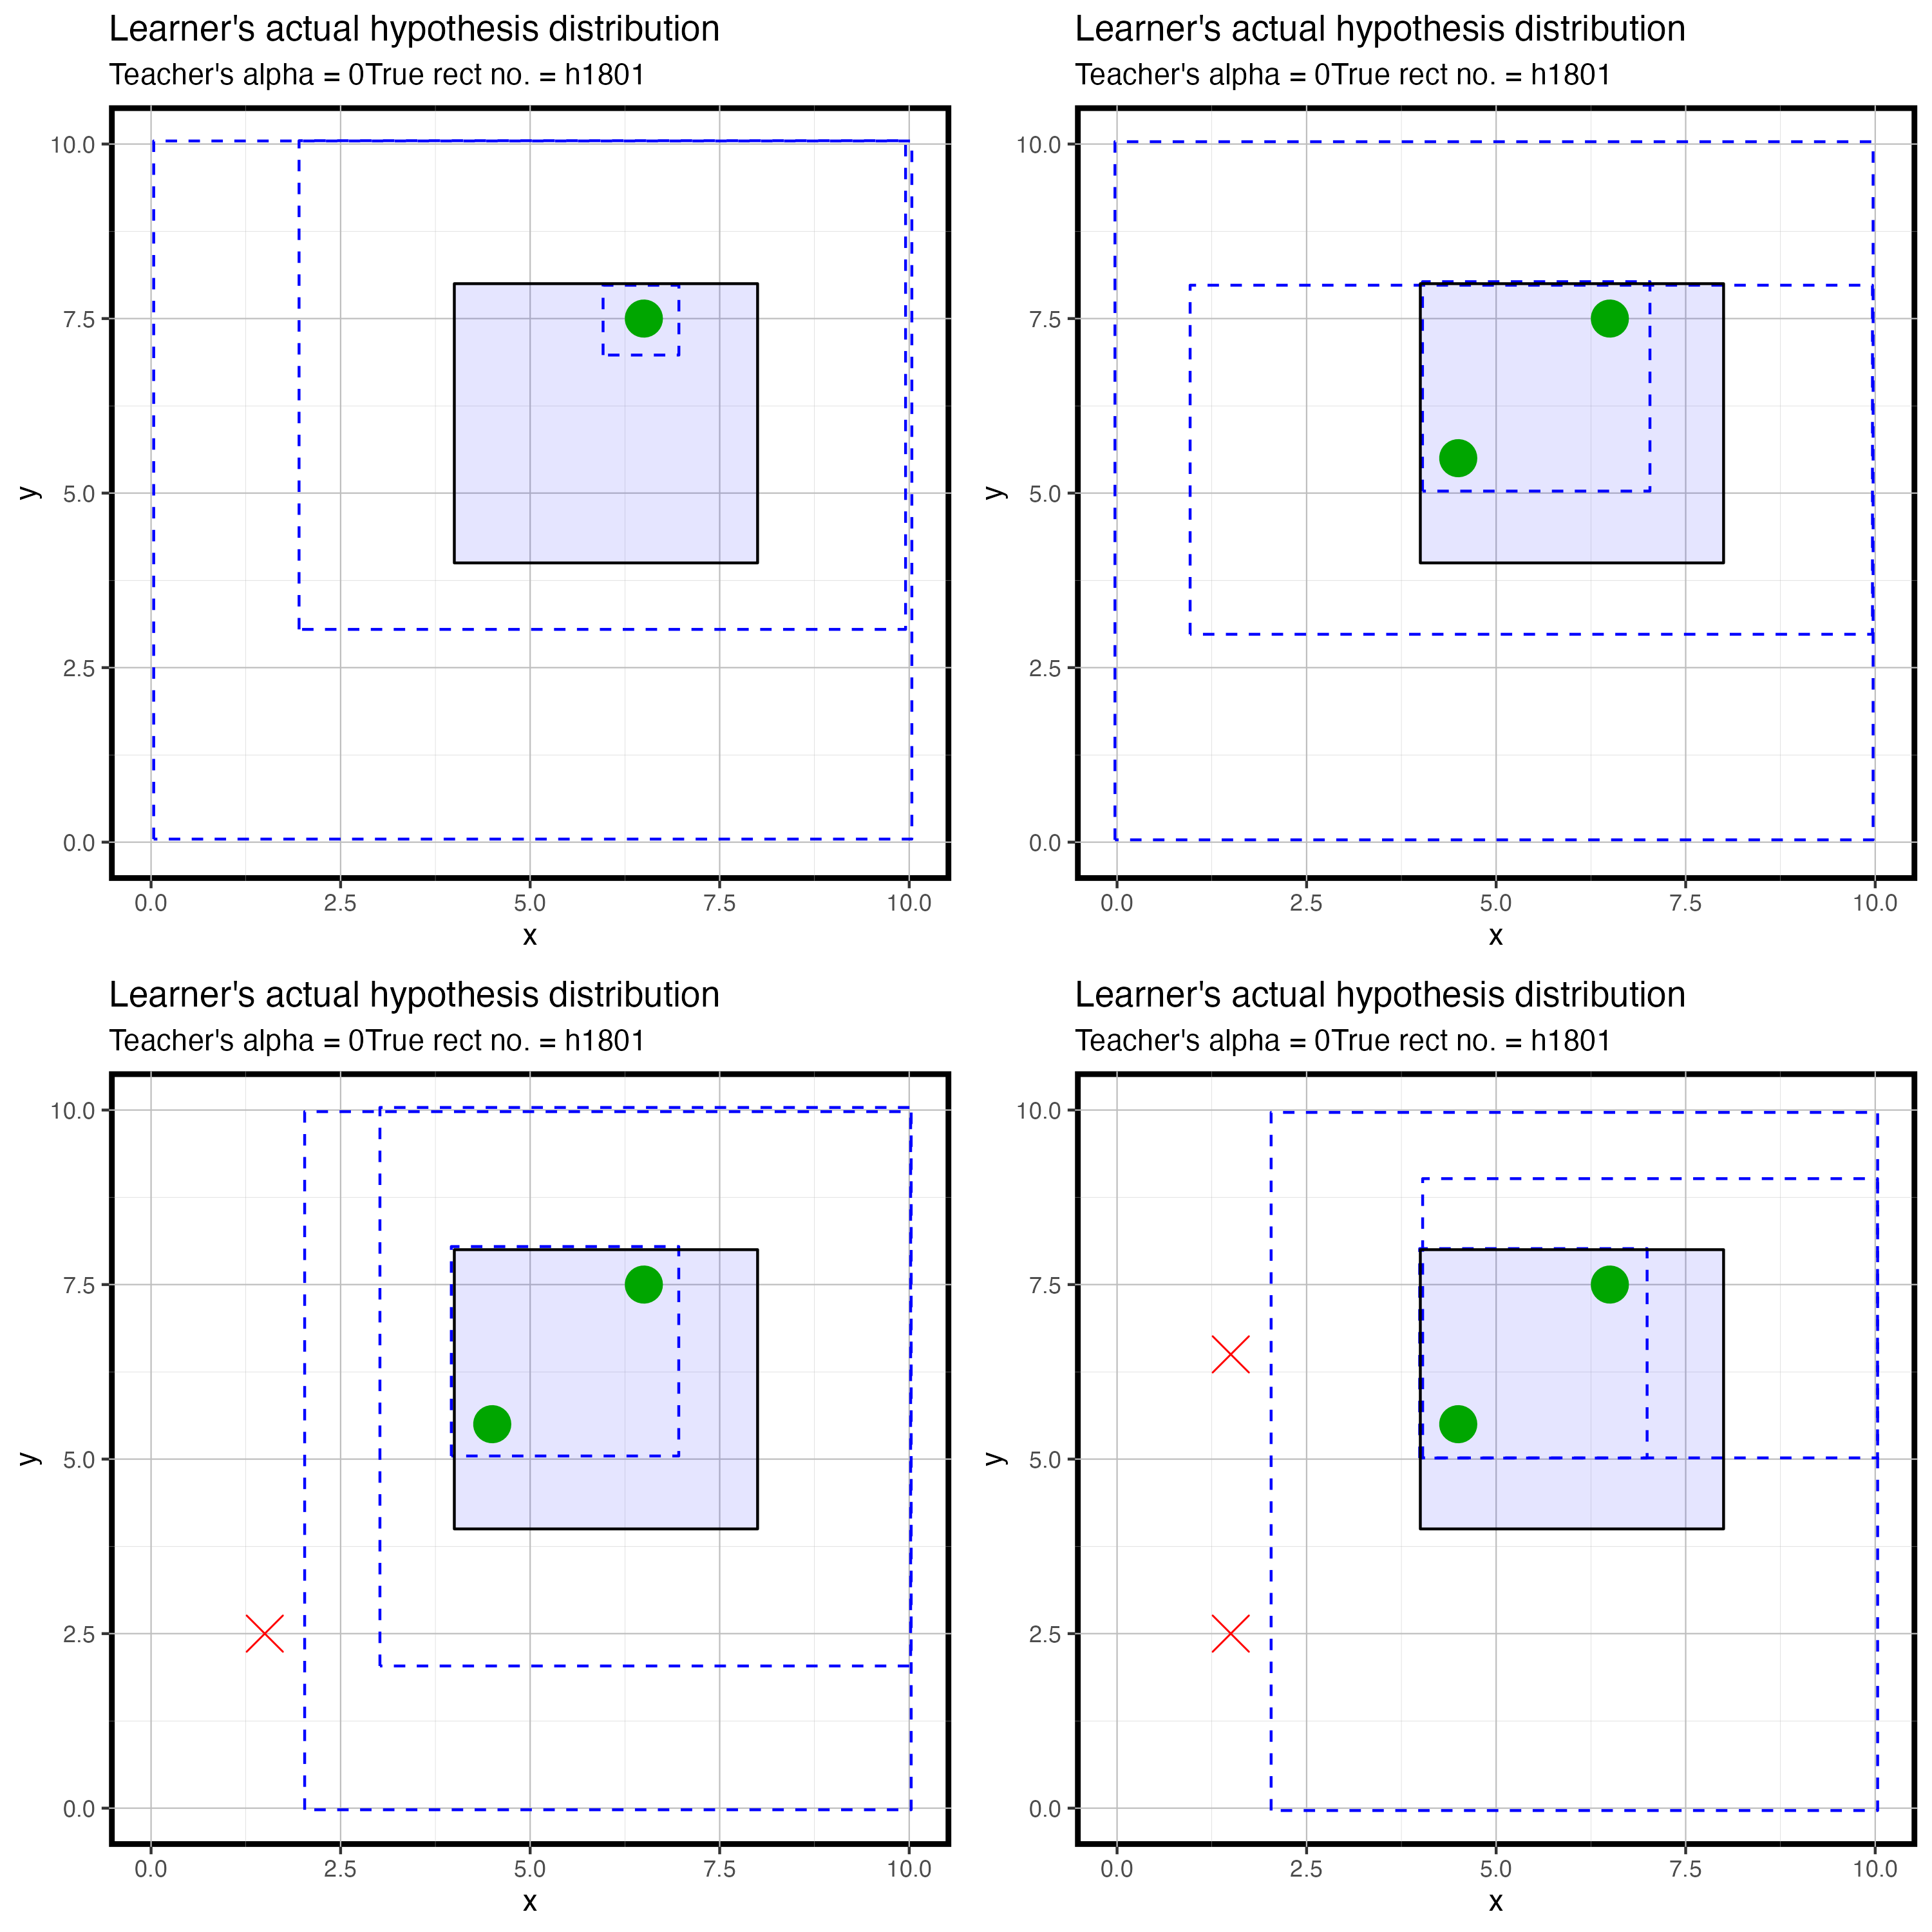 Learner's actual hypothesis distribution
Teacher's alpha = 0True rect no. = h1801
10.0
7.5
5.0
2.5
0.0
y
0.0 2.5 5.0 7.5 10.0
x
Learner's actual hypothesis distribution
Teacher's alpha = 0True rect no. = h1801
10.0
7.5
5.0
2.5
0.0
y
0.0 2.5 5.0 7.5 10.0
x
Learner's actual hypothesis distribution
Teacher's alpha = 0True rect no. = h1801
10.0
7.5
5.0
2.5
0.0
y
0.0 2.5 5.0 7.5 10.0
x
Learner's actual hypothesis distribution
Teacher's alpha = 0True rect no. = h1801
10.0
7.5
5.0
2.5
0.0
y
0.0 2.5 5.0 7.5 10.0
x